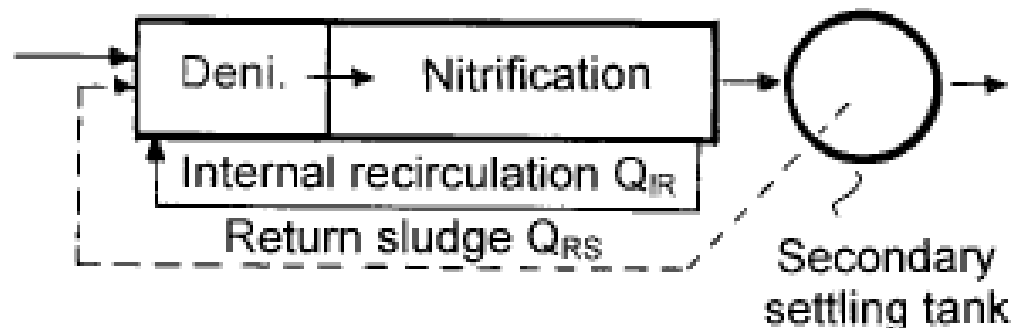 Deni.
Nitrification
Internal recirculation Q_IR
Return sludge Q_RS
Secondary
settling tank